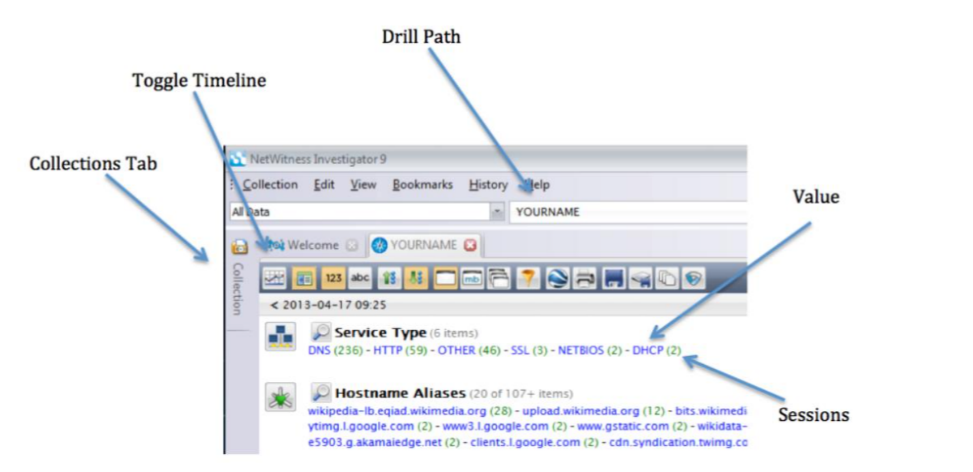 Drill Path
Toggle Timeline
Collections Tab
NetWitness Investigator 9
Collection Edit View Bookmarks History Help
Value
All Data YOURNAME
Welcome YOURNAME
Collection
123 abc mb
< 2013-04-17 09:25
Service Type (6 items)
DNS (236) - HTTP (59) - OTHER (46) - SSL (3) - NETBIOS (2) - DHCP (2)
Hostname Aliases (20 of 107+ items)
Sessions
wikipedia-lb.eqiad.wikimedia.org (28) - upload.wikimedia.org (12) - bits.wikimedi
ytimg.l.google.com (2) - www3.l.google.com (2) - www.gstatic.com (2) - wikidata-
e5903.g.akamaiedge.net (2) - clients.l.google.com (2) - cdn.syndication.twimg.co